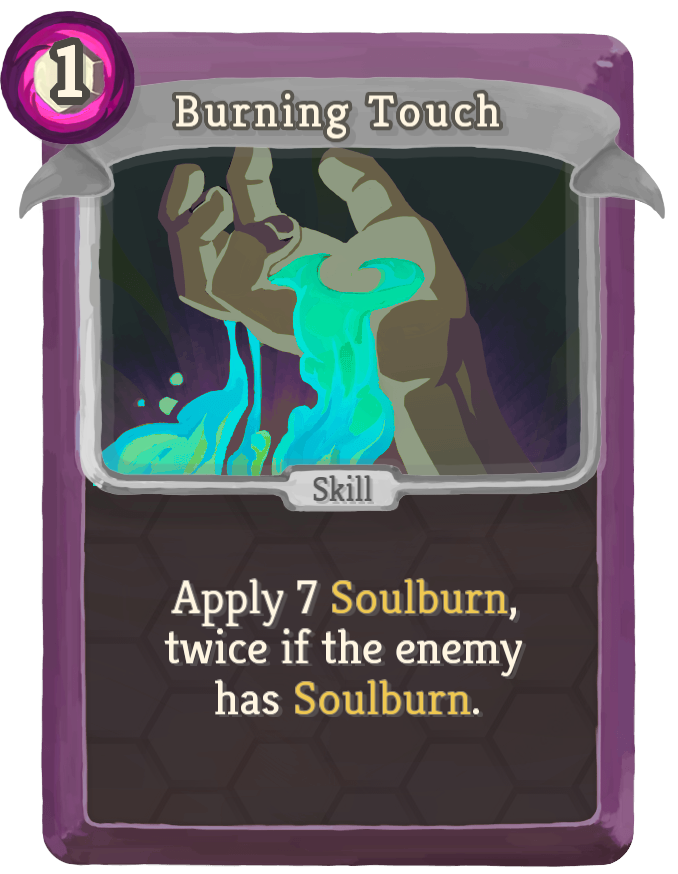 1
Burning Touch
Skill
Apply 7 Soulburn,
twice if the enemy
has Soulburn.